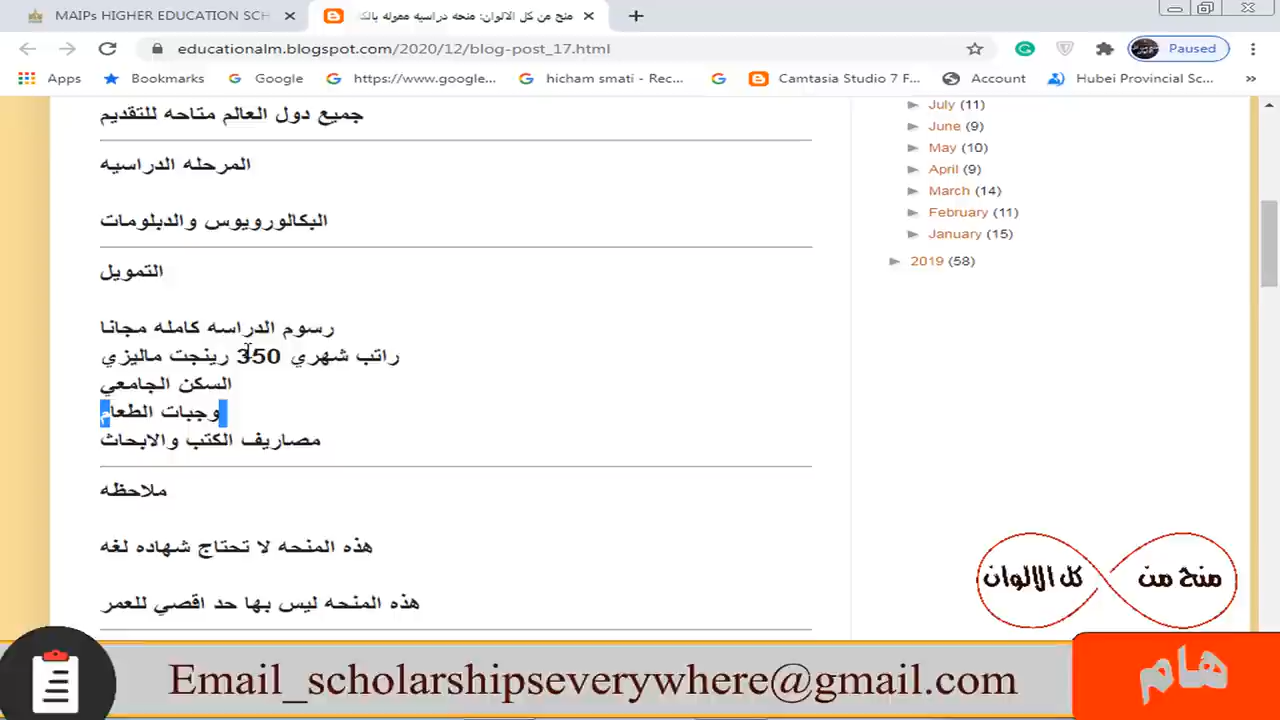 MAIPs HIGHER EDUCATION SCH
منح من كل الالوان: منحه دراسيه مموله بالك
educationalm.blogspot.com/2020/12/blog-post_17.html
Paused
Apps
Bookmarks
Google
https://www.google...
hicham smati - Rec...
Camtasia Studio 7 F...
Account
Hubei Provincial Sc...
»
جميع دول العالم متاحه للتقديم
المرحله الدراسيه
البكالورويوس والدبلومات
التمويل
رسوم الدراسه كامله مجانا
راتب شهري 350 رينجت ماليزي
السكن الجامعي
وجبات الطعام
مصاريف الكتب والابحاث
ملاحظه
هذه المنحه لا تحتاج شهاده لغه
هذه المنحه ليس بها حد اقصي للعمر
July (11)
June (9)
May (10)
April (9)
March (14)
February (11)
January (15)
2019 (58)
منح من كل الالوان
Email_scholarshipseverywhere@gmail.com
هام